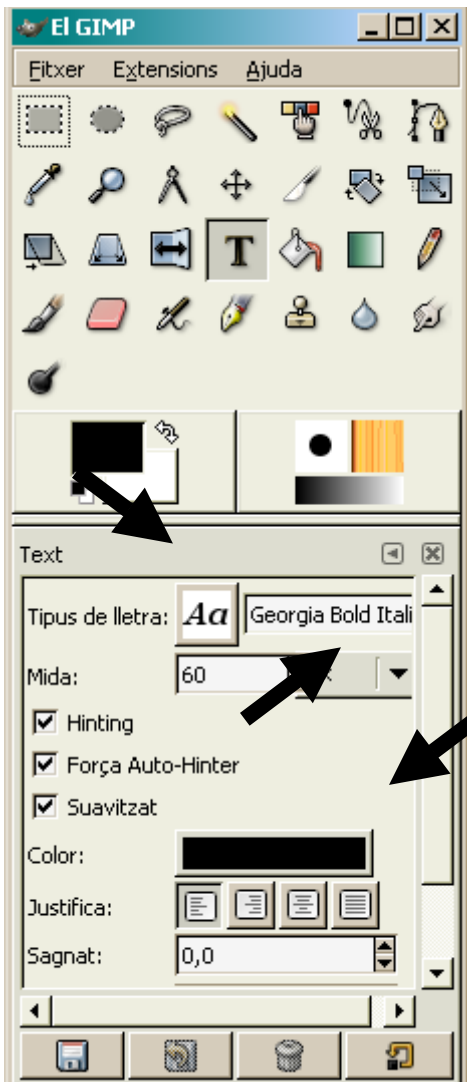 El GIMP
Fitxer Extensions Ajuda
T
Text
Tipus de lletra: Aa Georgia Bold Itali
Mida: 60
Hinting
Força Auto-Hinter
Suavitzat
Color:
Justifica:
Sagnat: 0,0